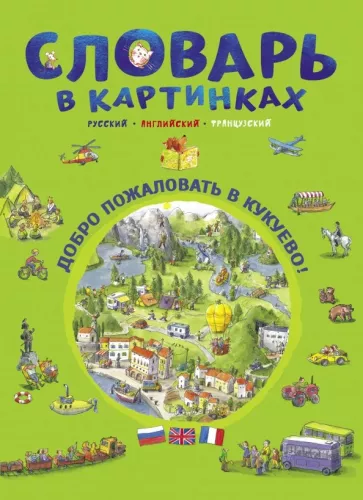 СЛОВАРЬ
В КАРТИНКАХ
РУССКИЙ • АНГЛИЙСКИЙ • ФРАНЦУЗСКИЙ
ДОБРО ПОЖАЛОВАТЬ В КУКУЕВО!